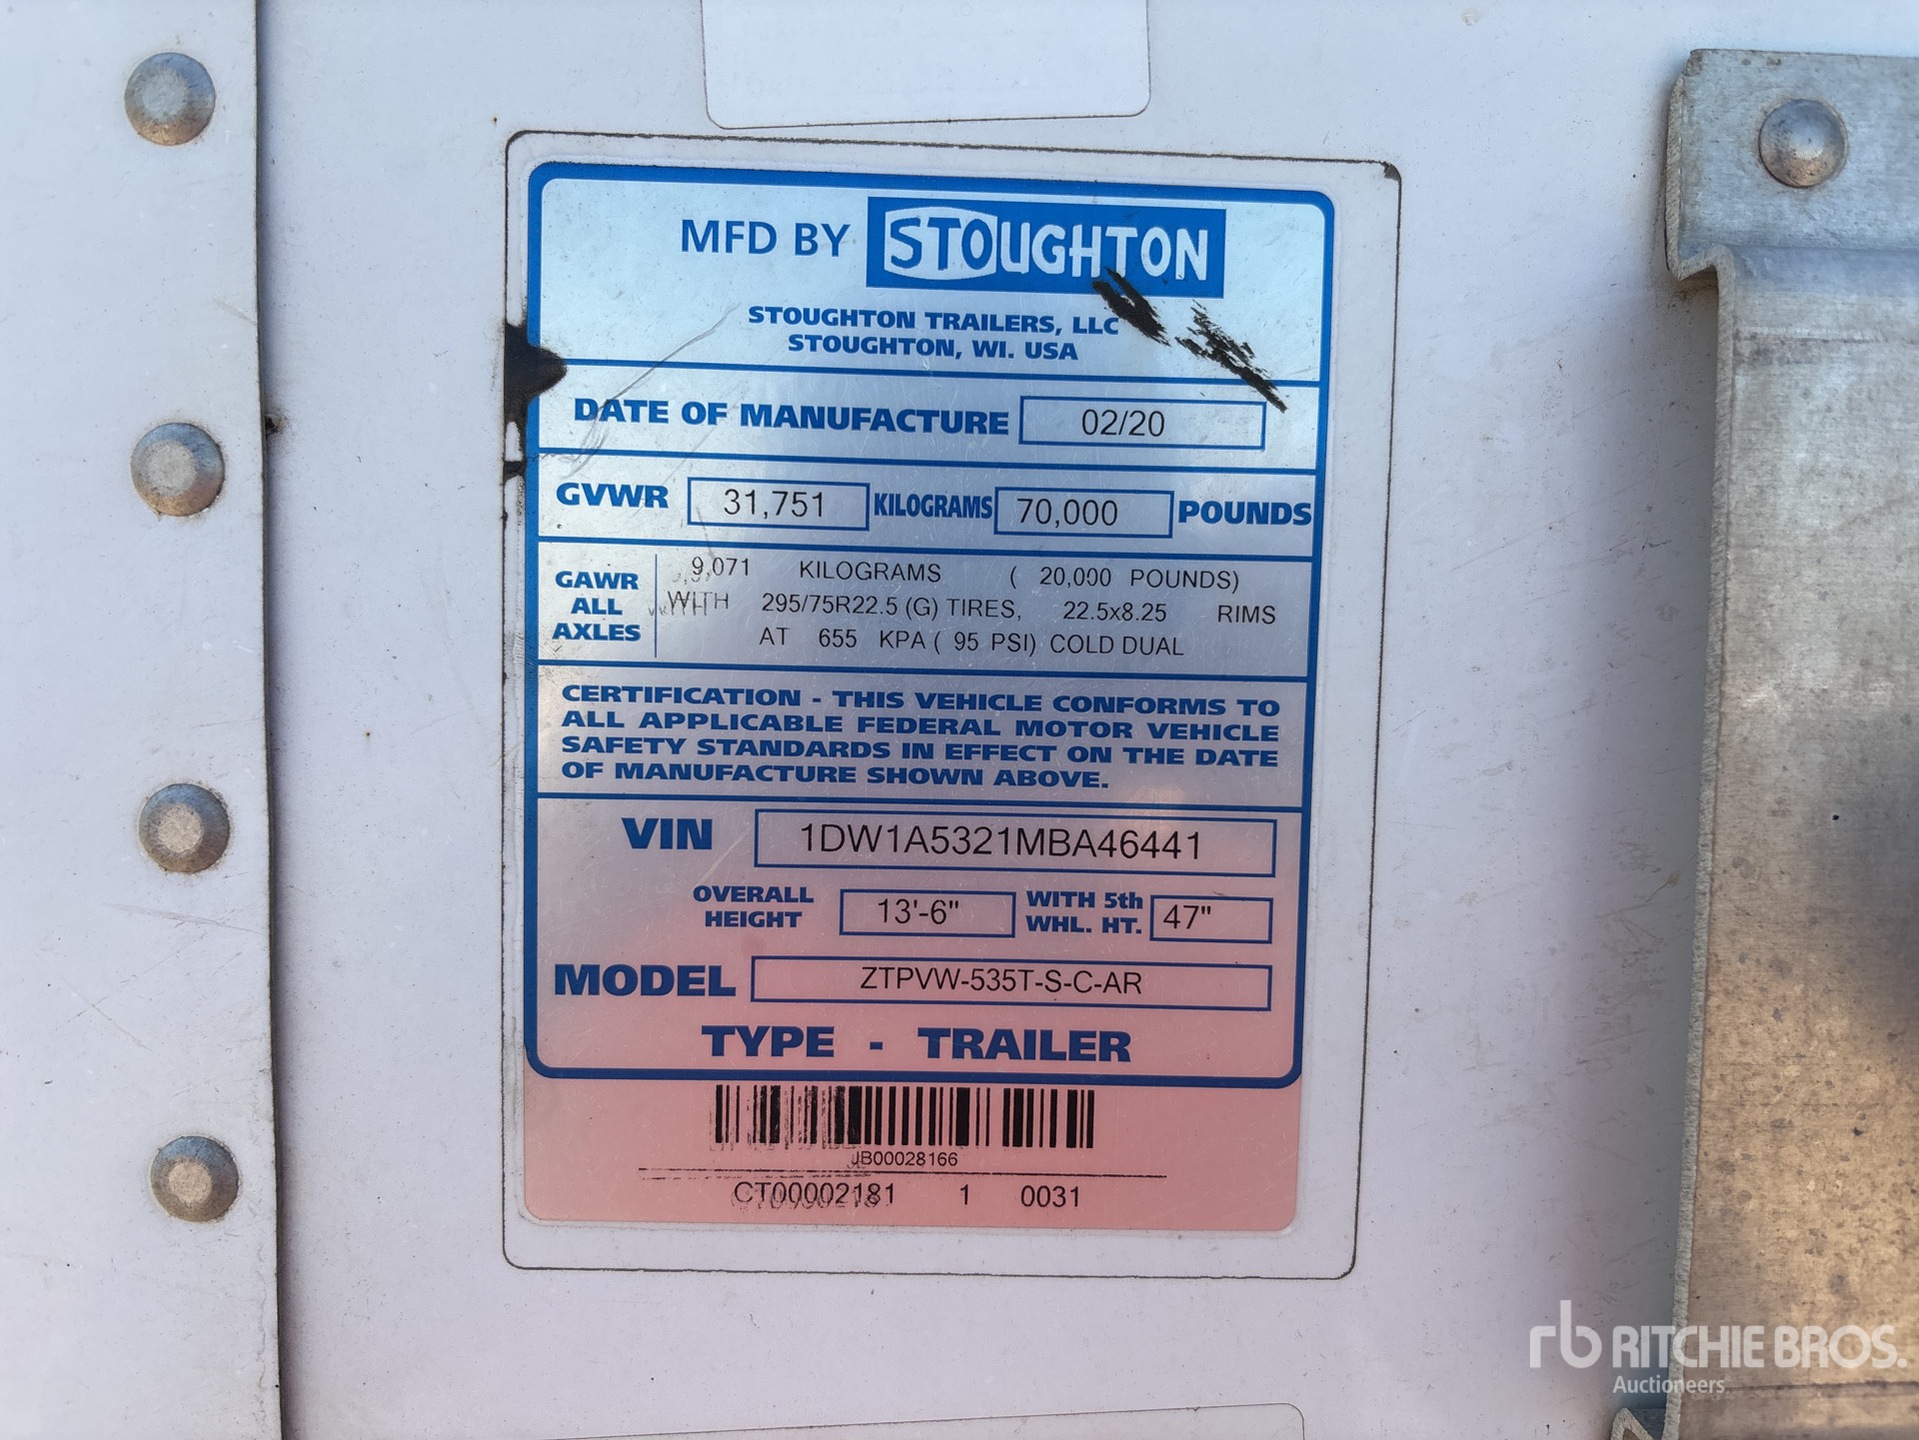 MFD BY STOUGHTON
STOUGHTON TRAILERS, LLC
STOUGHTON, WI. USA
DATE OF MANUFACTURE 02/20
GVWR 31,751 KILOGRAMS 70,000 POUNDS
GAWR ALL AXLES
9,071 KILOGRAMS ( 20,000 POUNDS)
WITH 295/75R22.5 (G) TIRES, 22.5x8.25 RIMS
AT 655 KPA ( 95 PSI) COLD DUAL
CERTIFICATION - THIS VEHICLE CONFORMS TO
ALL APPLICABLE FEDERAL MOTOR VEHICLE
SAFETY STANDARDS IN EFFECT ON THE DATE
OF MANUFACTURE SHOWN ABOVE.
VIN 1DW1A5321MBA46441
OVERALL HEIGHT 13'-6" WITH 5th WHL. HT. 47"
MODEL ZTPVW-535T-S-C-AR
TYPE - TRAILER
JB00028166
CT00002181 1 0031
rb RITCHIE BROS.
Auctioneers